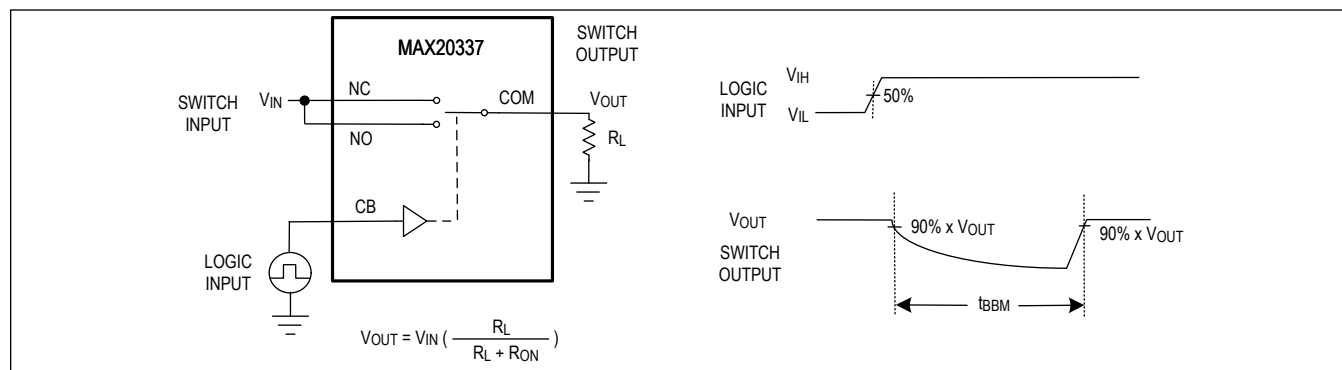 MAX20337
SWITCH
OUTPUT
SWITCH
INPUT
VIN
NC
NO
COM
VOUT
RL
CB
LOGIC
INPUT
VOUT = VIN ( RL / RL + RON )
LOGIC
INPUT
VIH
VIL
50%
VOUT
SWITCH
OUTPUT
90% x VOUT
90% x VOUT
tBBM